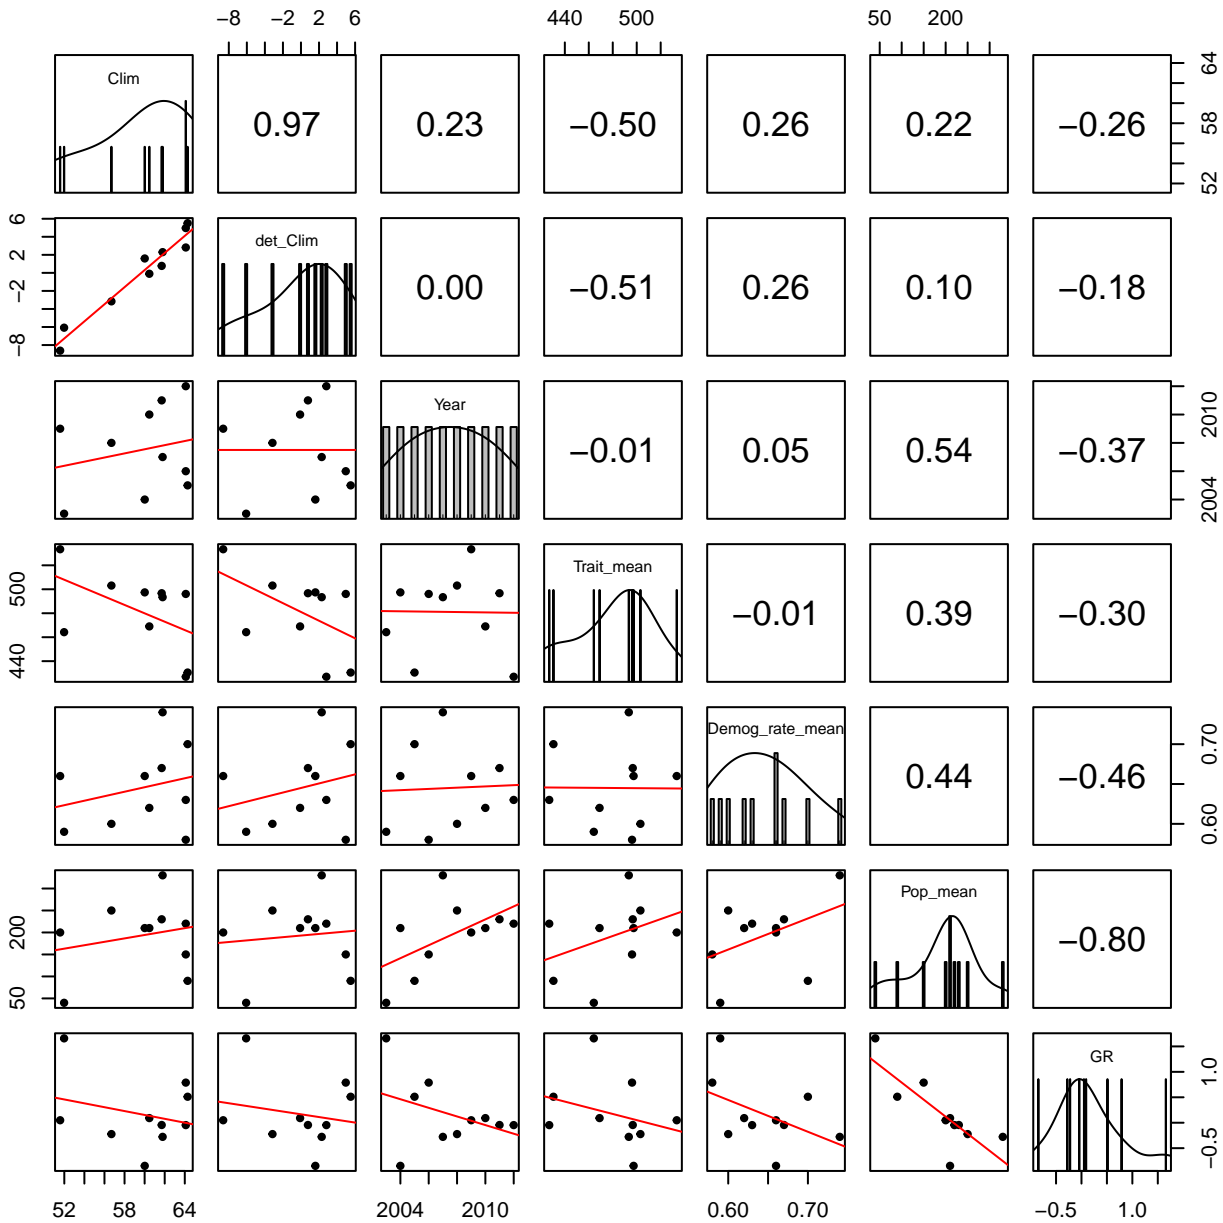 −8 −2 2 6 440 500 50 200
Clim 0.97 0.23 −0.50 0.26 0.22 −0.26 52 58 64
−8 −2 2 6 det_Clim 0.00 −0.51 0.26 0.10 −0.18
Year −0.01 0.05 0.54 −0.37 2004 2010
440 500 Trait_mean −0.01 0.39 −0.30
Demog_rate_mean 0.44 −0.46 0.60 0.70
50 200 Pop_mean −0.80
GR −0.5 1.0
52 58 64 2004 2010 0.60 0.70 −0.5 1.0